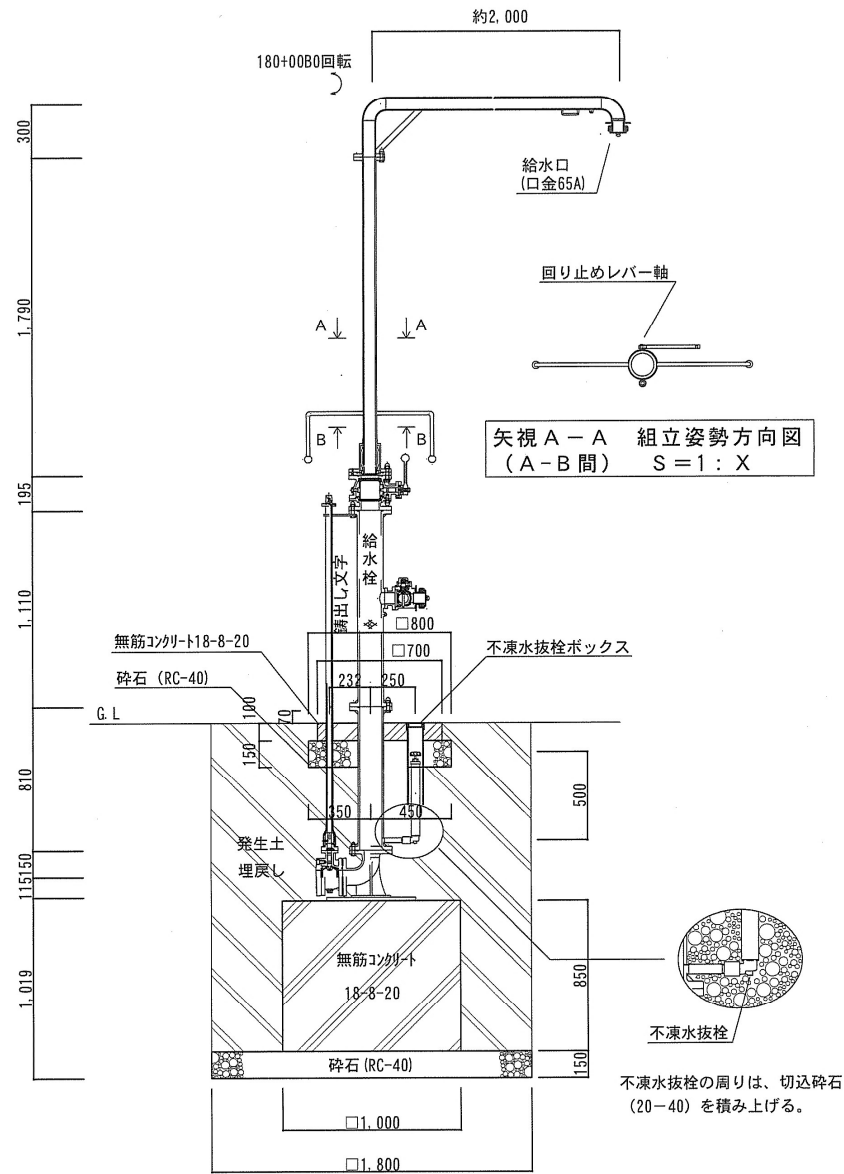 約2,000
180+00B0回転
300
給水口
(口金65A)
回り止めレバー軸
1,790
A
A
B
B
矢視A-A 組立姿勢方向図
(A-B間) S=1:X
195
給水栓
鋳出し文字
1,110
□800
無筋コンクリート18-8-20
□700
不凍水抜栓ボックス
砕石 (RC-40)
232
250
100
70
G.L
150
810
500
350
450
発生土
埋戻し
150
115
無筋コンクリート
18-8-20
850
1,019
不凍水抜栓
砕石(RC-40)
150
不凍水抜栓の周りは、切込砕石
(20-40) を積み上げる。
□1,000
□1,800